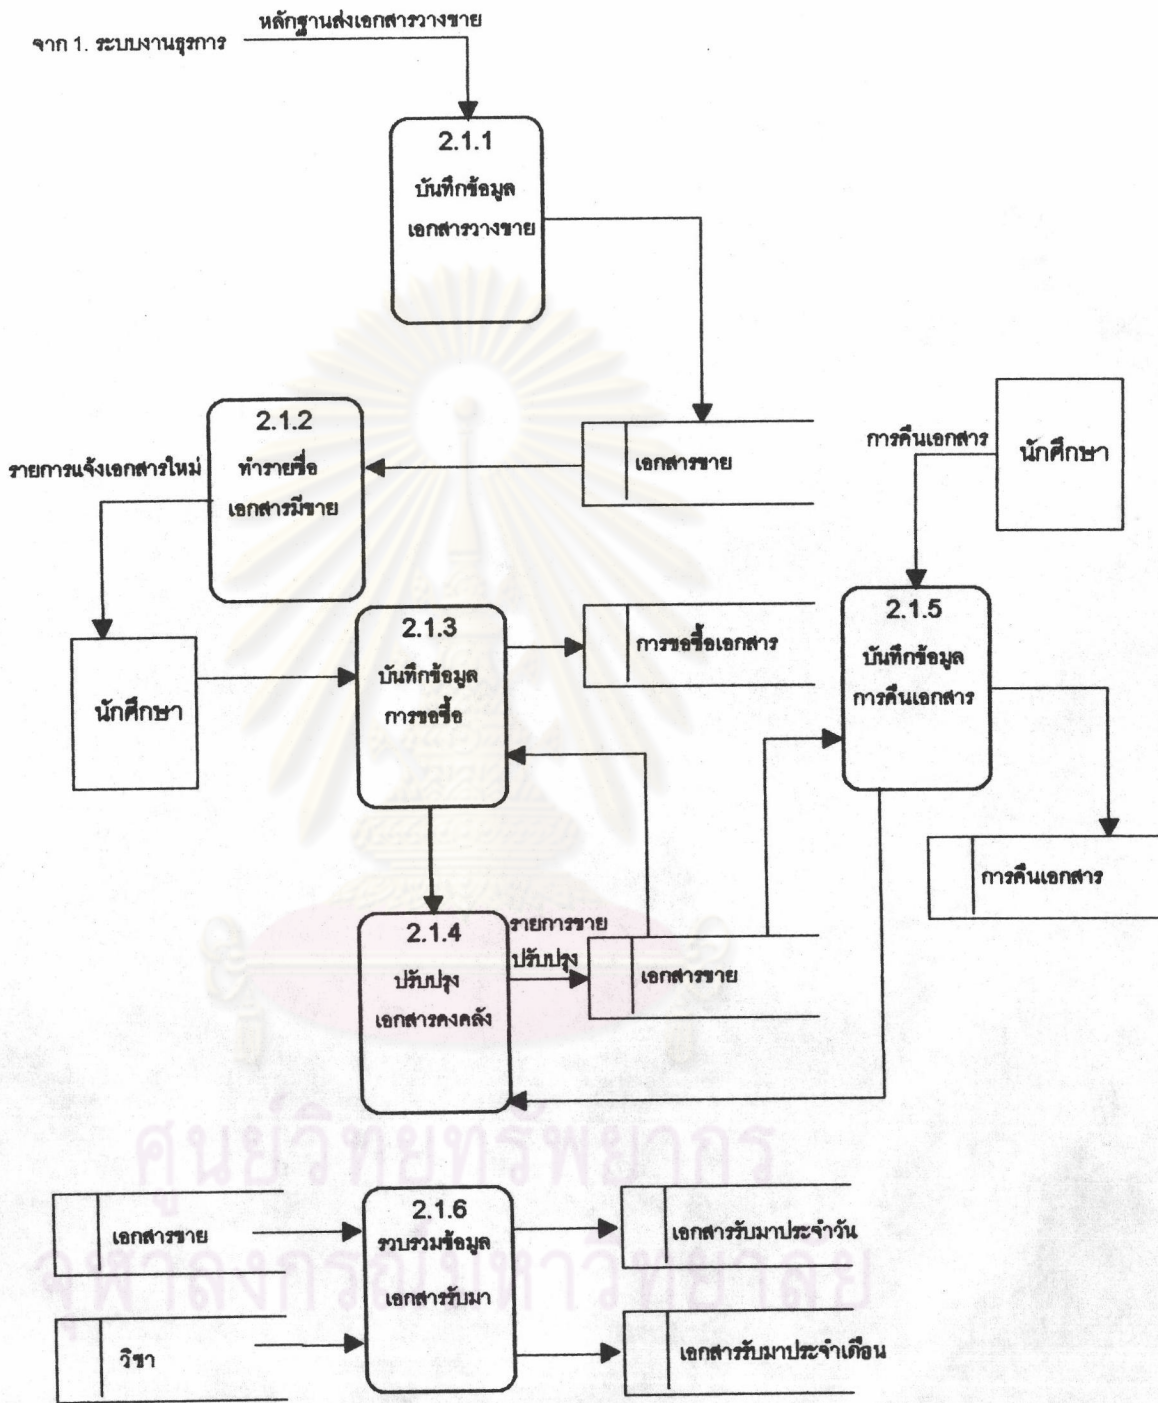 หลักฐานส่งเอกสารวางขาย
จาก 1. ระบบงานธุรการ
2.1.1
บันทึกข้อมูล
เอกสารวางขาย
2.1.2
ทำรายชื่อ
เอกสารมีขาย
รายการแจ้งเอกสารใหม่
เอกสารขาย
การคืนเอกสาร
นักศึกษา
2.1.3
บันทึกข้อมูล
การขอซื้อ
นักศึกษา
การขอซื้อเอกสาร
2.1.5
บันทึกข้อมูล
การคืนเอกสาร
การคืนเอกสาร
2.1.4
ปรับปรุง
เอกสารคงคลัง
รายการขาย
ปรับปรุง
เอกสารขาย
ศูนย์วิทยทรัพยากร
จุฬาลงกรณ์มหาวิทยาลัย
เอกสารขาย
วิชา
2.1.6
รวบรวมข้อมูล
เอกสารรับมา
เอกสารรับมาประจำวัน
เอกสารรับมาประจำเดือน